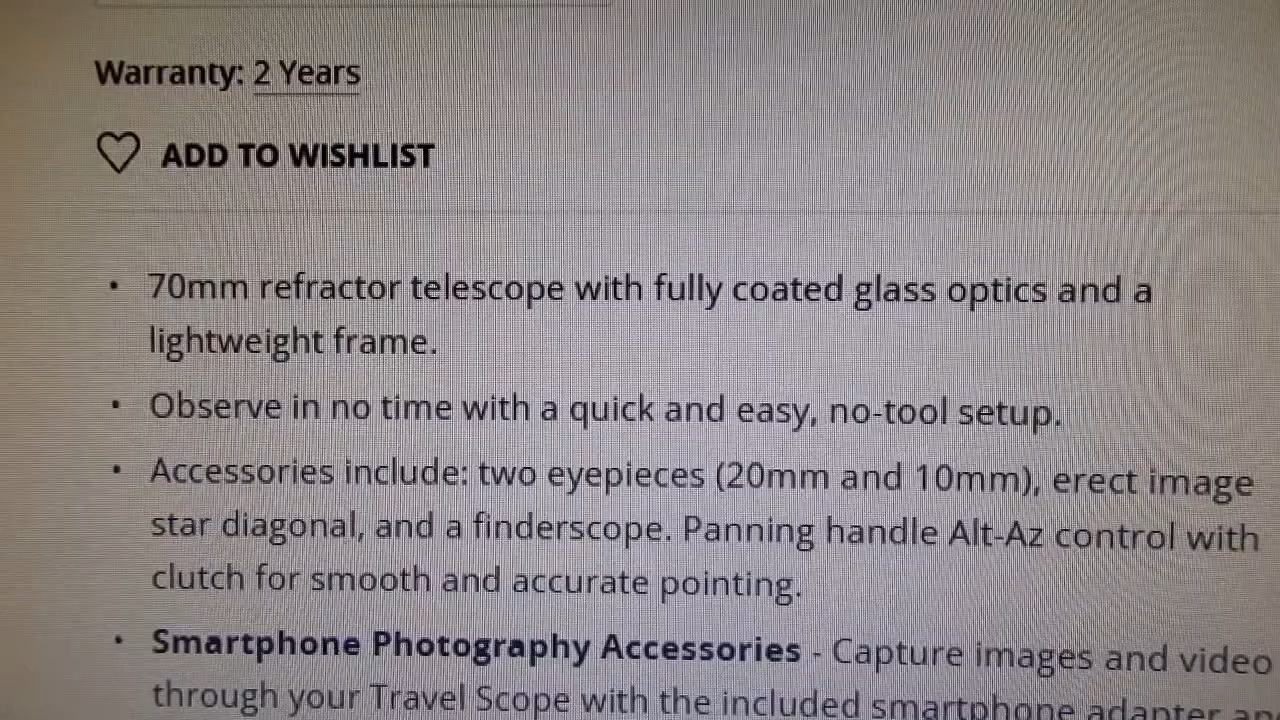 Warranty: 2 Years
ADD TO WISHLIST
• 70mm refractor telescope with fully coated glass optics and a
lightweight frame.
• Observe in no time with a quick and easy, no-tool setup.
• Accessories include: two eyepieces (20mm and 10mm), erect image
star diagonal, and a finderscope. Panning handle Alt-Az control with
clutch for smooth and accurate pointing.
• Smartphone Photography Accessories - Capture images and video
through your Travel Scope with the included smartphone adapter an